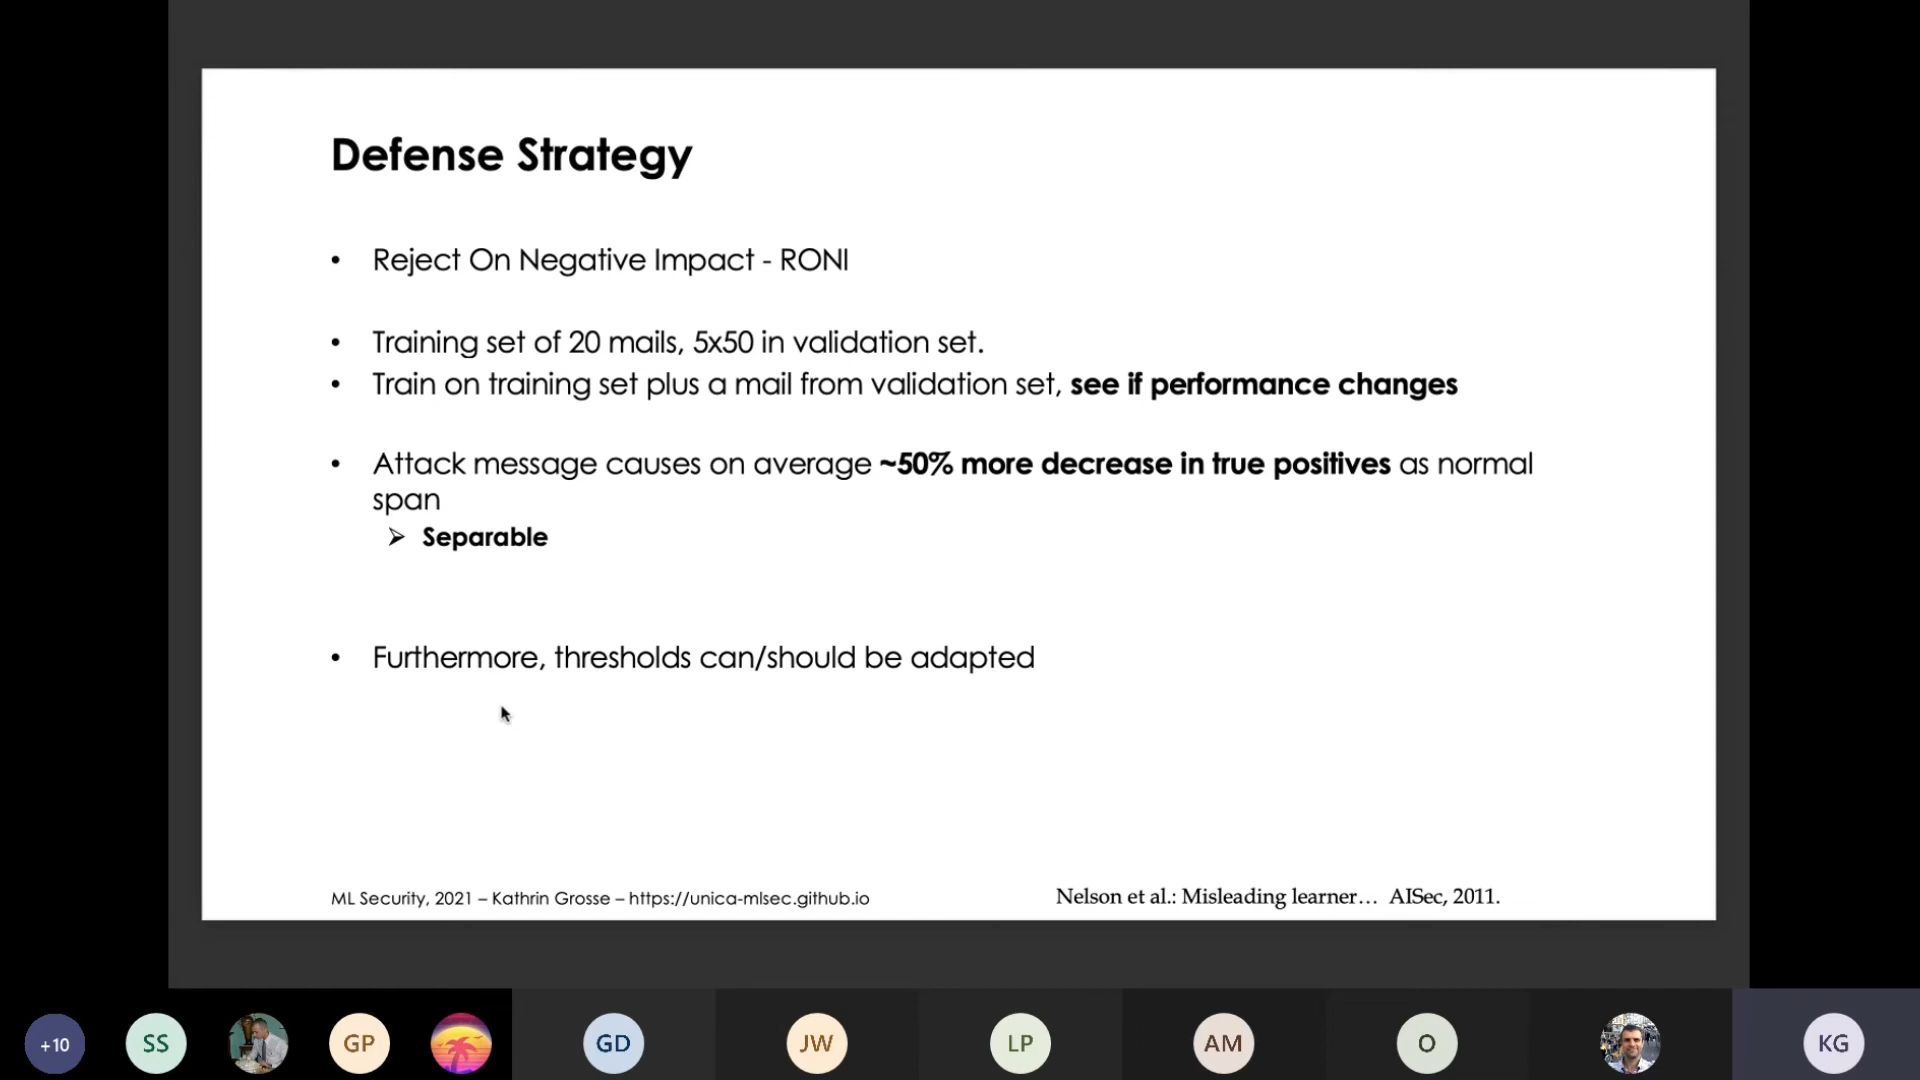 Defense Strategy
• Reject On Negative Impact - RONI
• Training set of 20 mails, 5x50 in validation set.
• Train on training set plus a mail from validation set, see if performance changes
• Attack message causes on average ~50% more decrease in true positives as normal
span
➢ Separable
• Furthermore, thresholds can/should be adapted
ML Security, 2021 – Kathrin Grosse – https://unica-mlsec.github.io
Nelson et al.: Misleading learner… AISec, 2011.
+10
SS
GP
GD
JW
LP
AM
O
KG